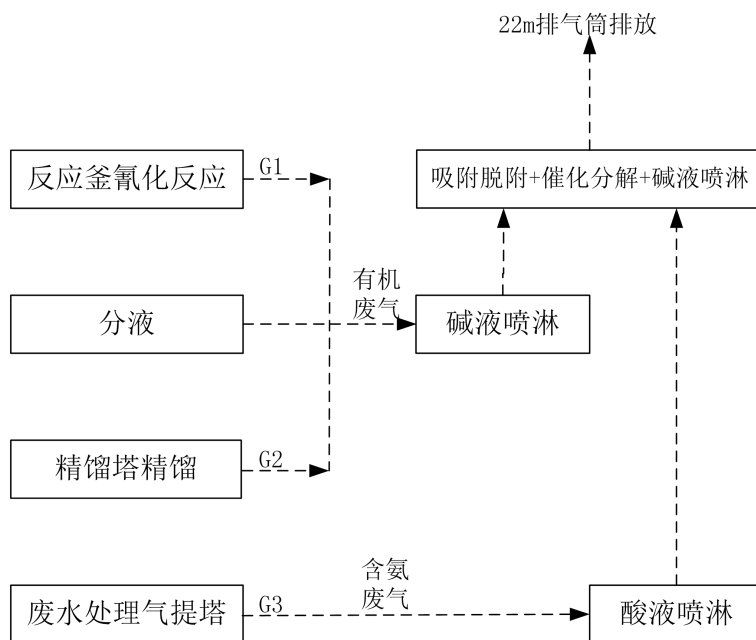 22m排气筒排放
反应釜氰化反应
G1
吸附脱附+催化分解+碱液喷淋
有机
废气
分液
碱液喷淋
精馏塔精馏
G2
含氨
废气
废水处理气提塔
G3
酸液喷淋